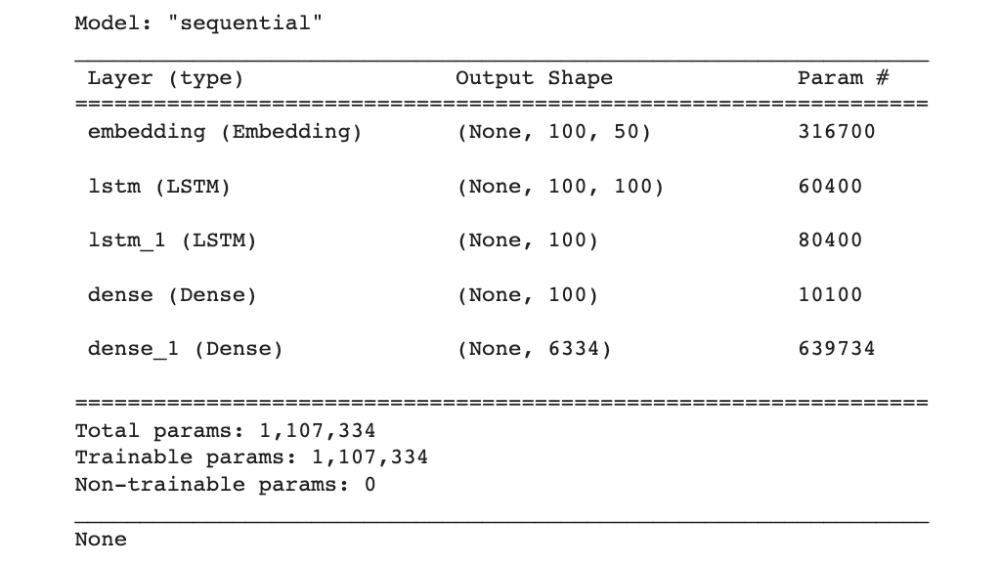 Model: "sequential"
Layer (type) Output Shape Param #
embedding (Embedding) (None, 100, 50) 316700
lstm (LSTM) (None, 100, 100) 60400
lstm_1 (LSTM) (None, 100) 80400
dense (Dense) (None, 100) 10100
dense_1 (Dense) (None, 6334) 639734
Total params: 1,107,334
Trainable params: 1,107,334
Non-trainable params: 0
None